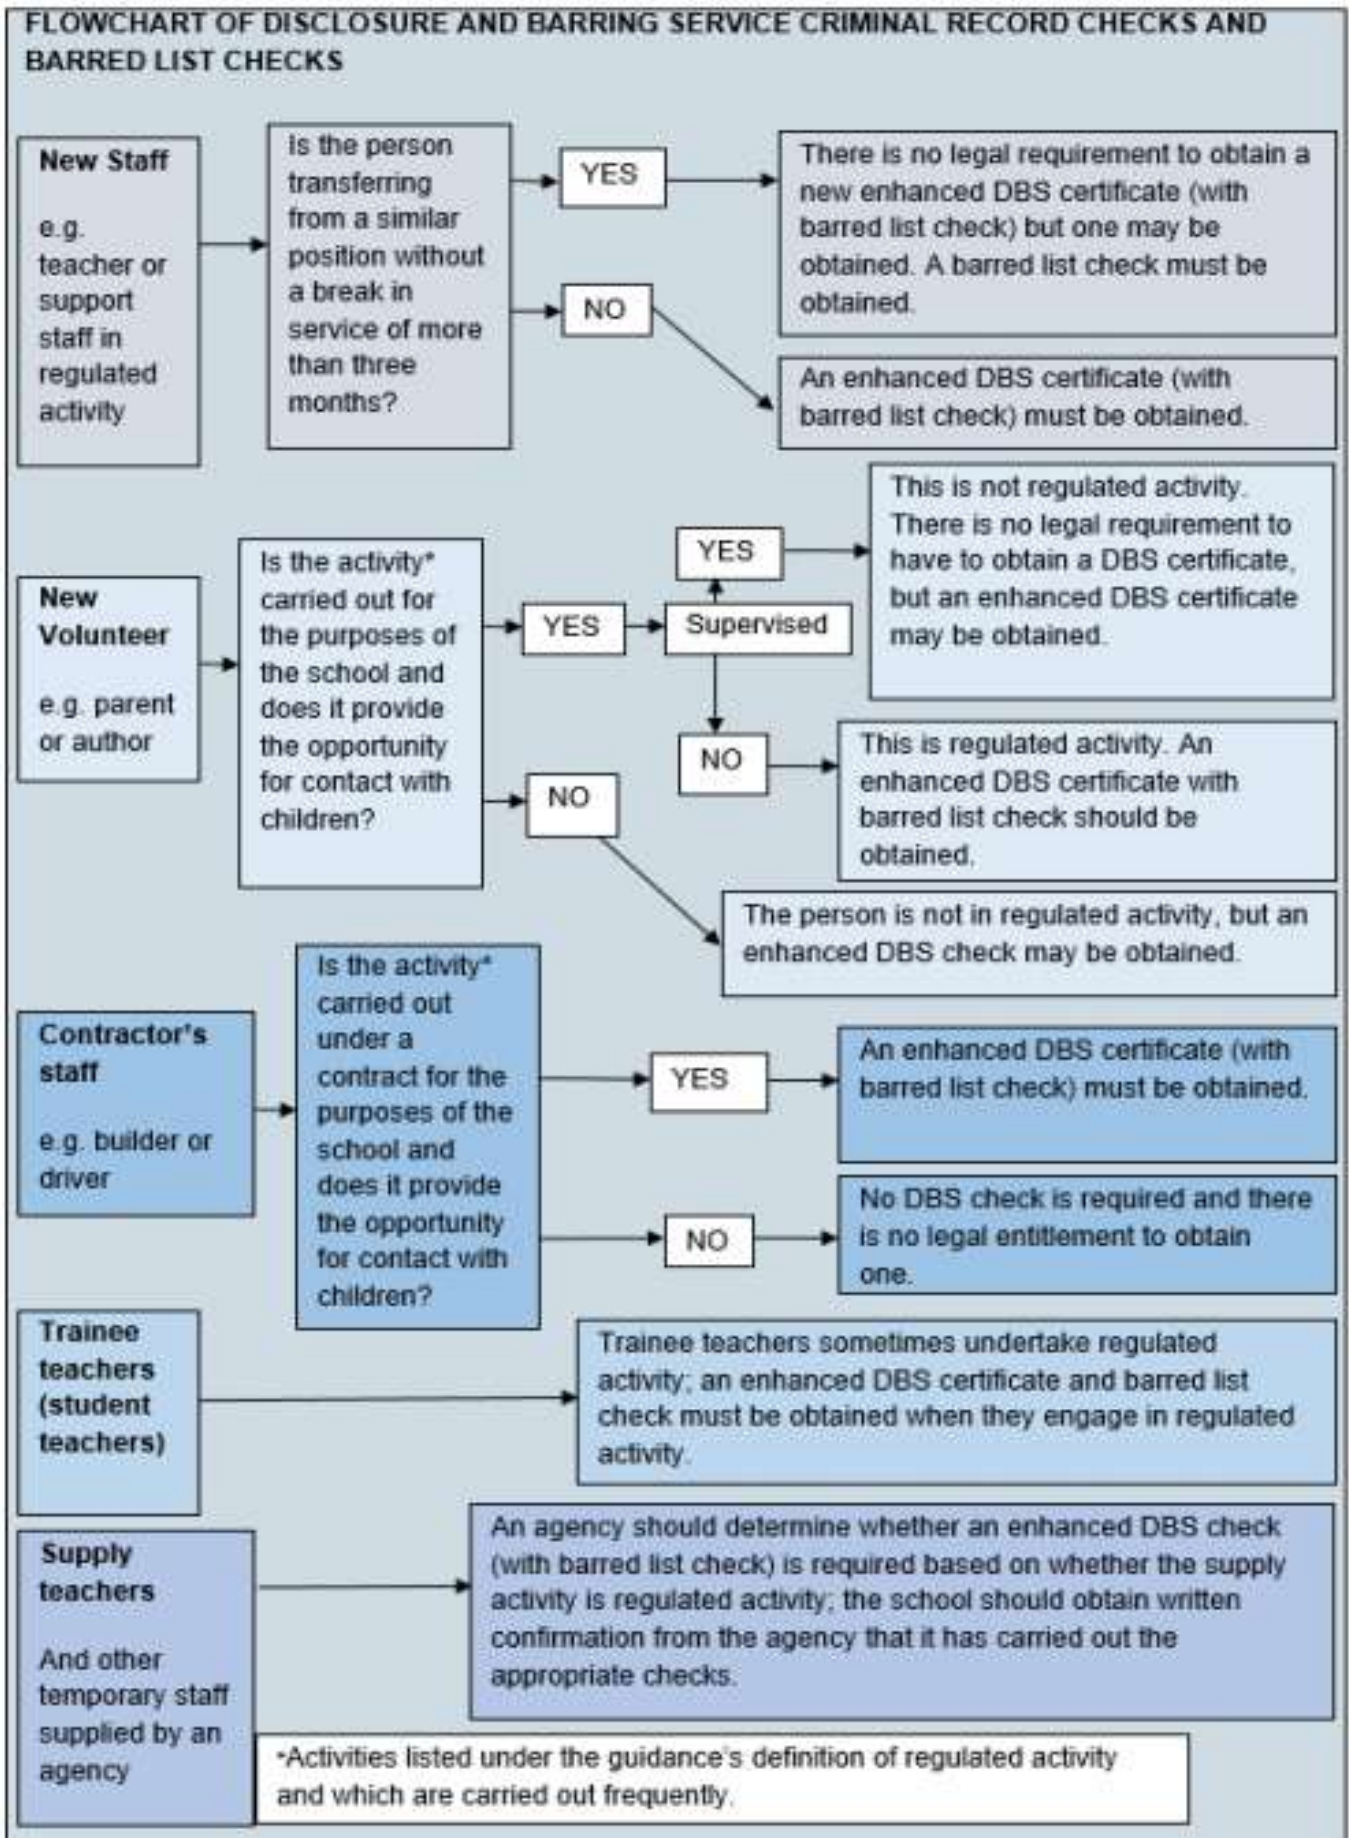 FLOWCHART OF DISCLOSURE AND BARRING SERVICE CRIMINAL RECORD CHECKS AND
BARRED LIST CHECKS
New Staff
e.g.
teacher or
support
staff in
regulated
activity
Is the person
transferring
from a similar
position without
a break in
service of more
than three
months?
YES
There is no legal requirement to obtain a
new enhanced DBS certificate (with
barred list check) but one may be
obtained. A barred list check must be
obtained.
NO
An enhanced DBS certificate (with
barred list check) must be obtained.
New
Volunteer
e.g. parent
or author
Is the activity*
carried out for
the purposes of
the school and
does it provide
the opportunity
for contact with
children?
YES
Supervised
YES
This is not regulated activity.
There is no legal requirement to
have to obtain a DBS certificate,
but an enhanced DBS certificate
may be obtained.
NO
This is regulated activity. An
enhanced DBS certificate with
barred list check should be
obtained.
NO
The person is not in regulated activity, but an
enhanced DBS check may be obtained.
Contractor's
staff
e.g. builder or
driver
Is the activity*
carried out
under a
contract for the
purposes of the
school and
does it provide
the opportunity
for contact with
children?
YES
An enhanced DBS certificate (with
barred list check) must be obtained.
NO
No DBS check is required and there
is no legal entitlement to obtain
one.
Trainee
teachers
(student
teachers)
Trainee teachers sometimes undertake regulated
activity; an enhanced DBS certificate and barred list
check must be obtained when they engage in regulated
activity.
Supply
teachers
And other
temporary staff
supplied by an
agency
An agency should determine whether an enhanced DBS check
(with barred list check) is required based on whether the supply
activity is regulated activity; the school should obtain written
confirmation from the agency that it has carried out the
appropriate checks.
*Activities listed under the guidance's definition of regulated activity
and which are carried out frequently.